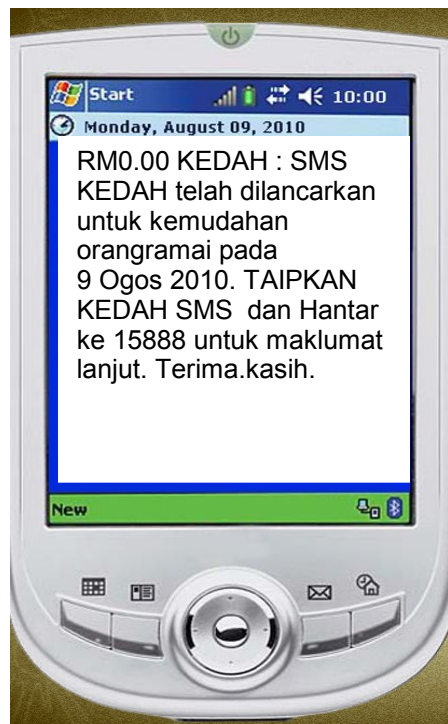 Start 10:00
Monday, August 09, 2010
RM0.00 KEDAH : SMS
KEDAH telah dilancarkan
untuk kemudahan
orangramai pada
9 Ogos 2010. TAIPKAN
KEDAH SMS dan Hantar
ke 15888 untuk maklumat
lanjut. Terima.kasih.
New